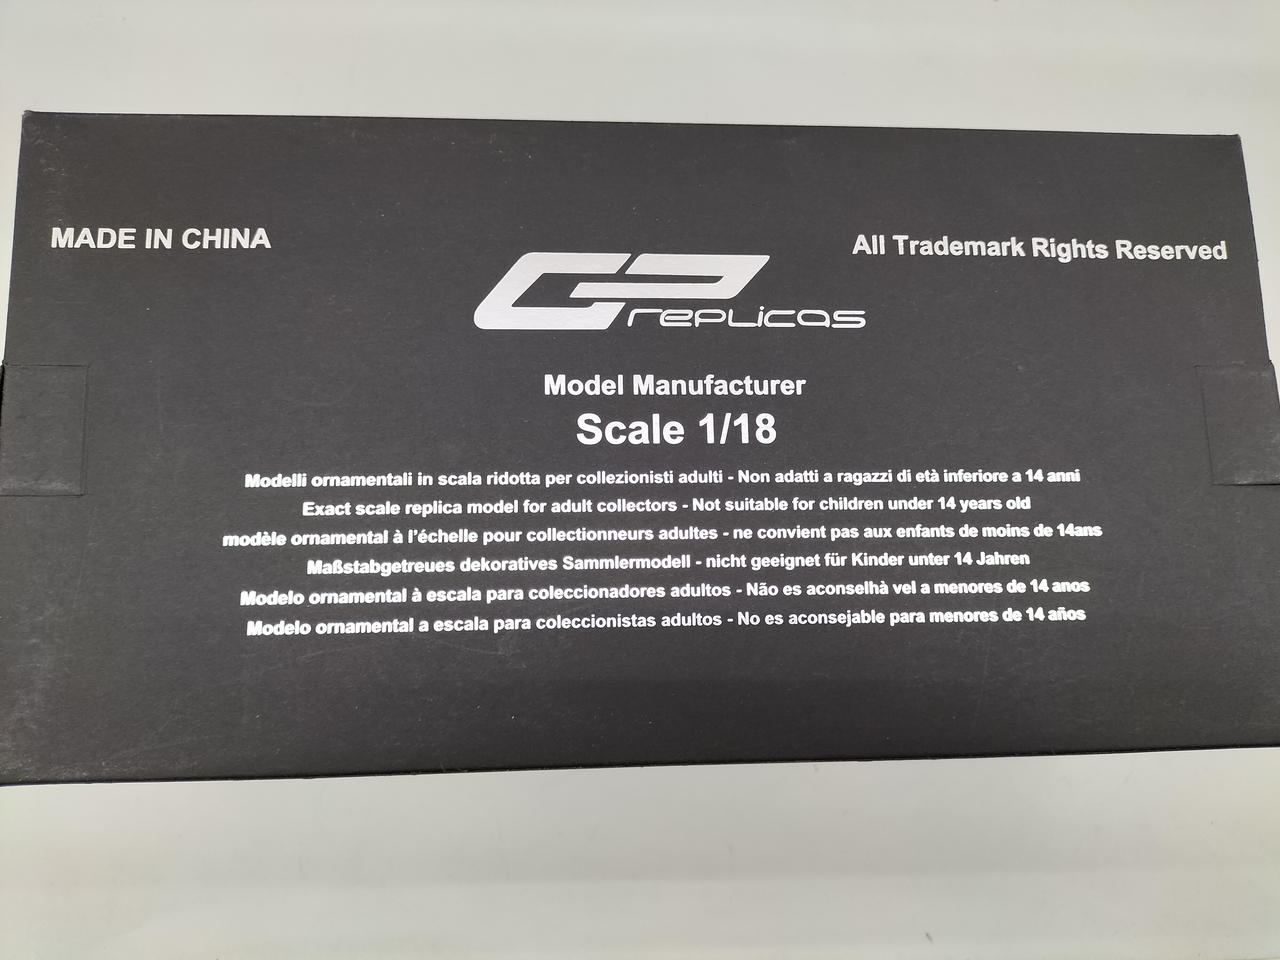 MADE IN CHINA
All Trademark Rights Reserved
GP replicas
Model Manufacturer
Scale 1/18
Modelli ornamentali in scala ridotta per collezionisti adulti - Non adatti a ragazzi di età inferiore a 14 anni
Exact scale replica model for adult collectors - Not suitable for children under 14 years old
modèle ornamental à l'échelle pour collectionneurs adultes - ne convient pas aux enfants de moins de 14ans
Maßstabgetreues dekoratives Sammlermodell - nicht geeignet für Kinder unter 14 Jahren
Modelo ornamental à escala para coleccionadores adultos - Não es aconselhà vel a menores de 14 anos
Modelo ornamental a escala para coleccionistas adultos - No es aconsejable para menores de 14 años